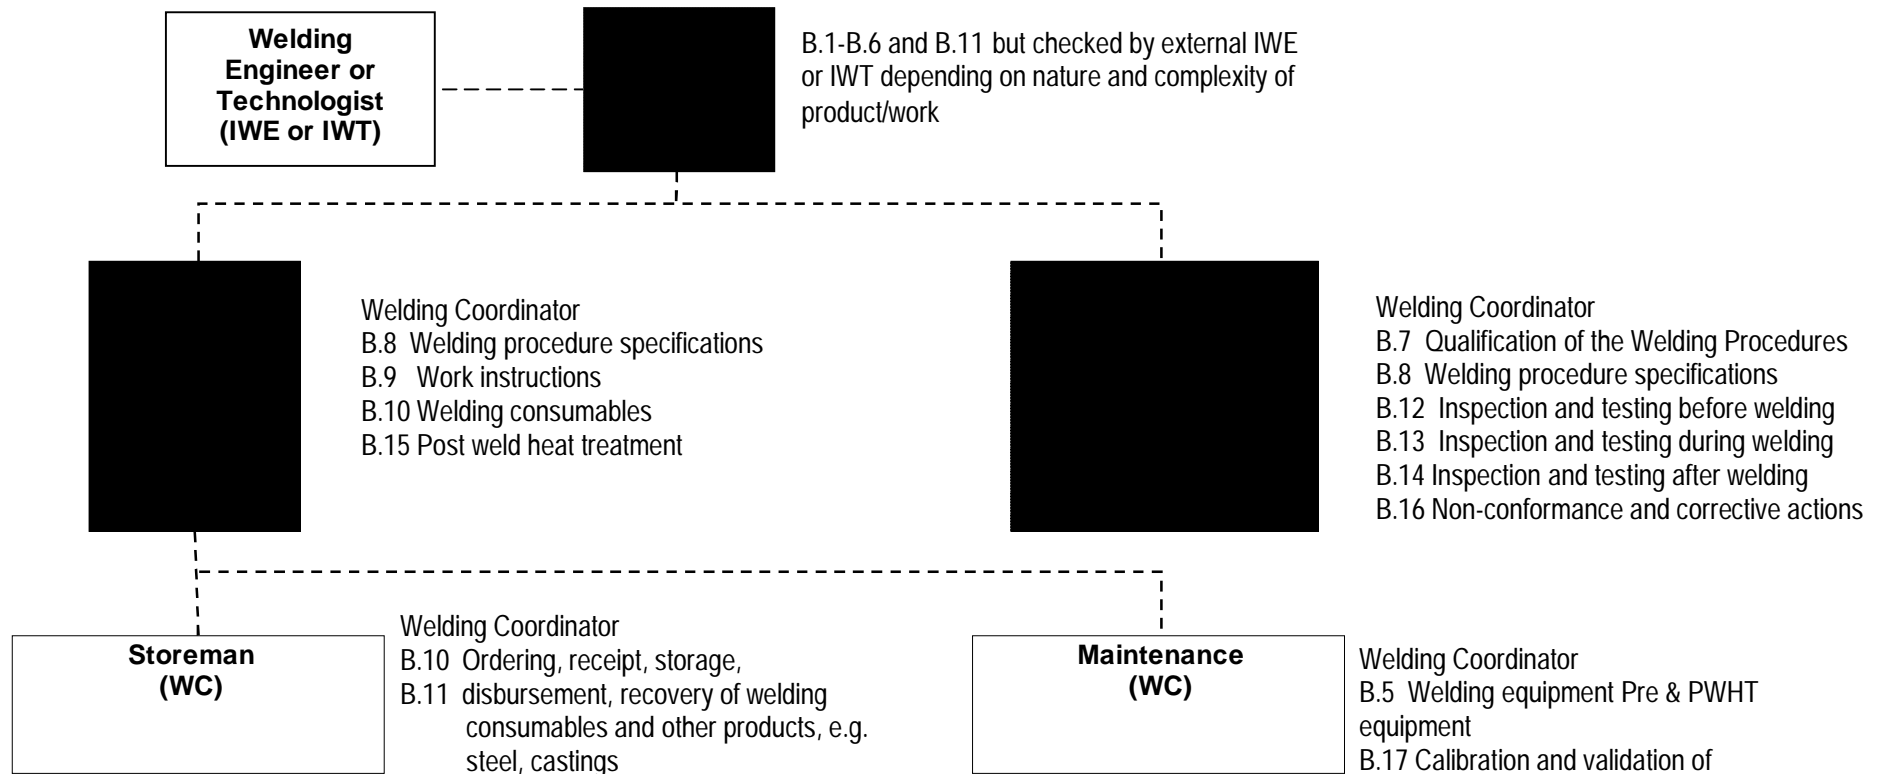 Welding
Engineer or
Technologist
(IWE or IWT)
B.1-B.6 and B.11 but checked by external IWE
or IWT depending on nature and complexity of
product/work
Welding Coordinator
B.8 Welding procedure specifications
B.9 Work instructions
B.10 Welding consumables
B.15 Post weld heat treatment
Welding Coordinator
B.7 Qualification of the Welding Procedures
B.8 Welding procedure specifications
B.12 Inspection and testing before welding
B.13 Inspection and testing during welding
B.14 Inspection and testing after welding
B.16 Non-conformance and corrective actions
Storeman
(WC)
Welding Coordinator
B.10 Ordering, receipt, storage,
B.11 disbursement, recovery of welding
consumables and other products, e.g.
steel, castings
Maintenance
(WC)
Welding Coordinator
B.5 Welding equipment Pre & PWHT
equipment
B.17 Calibration and validation of